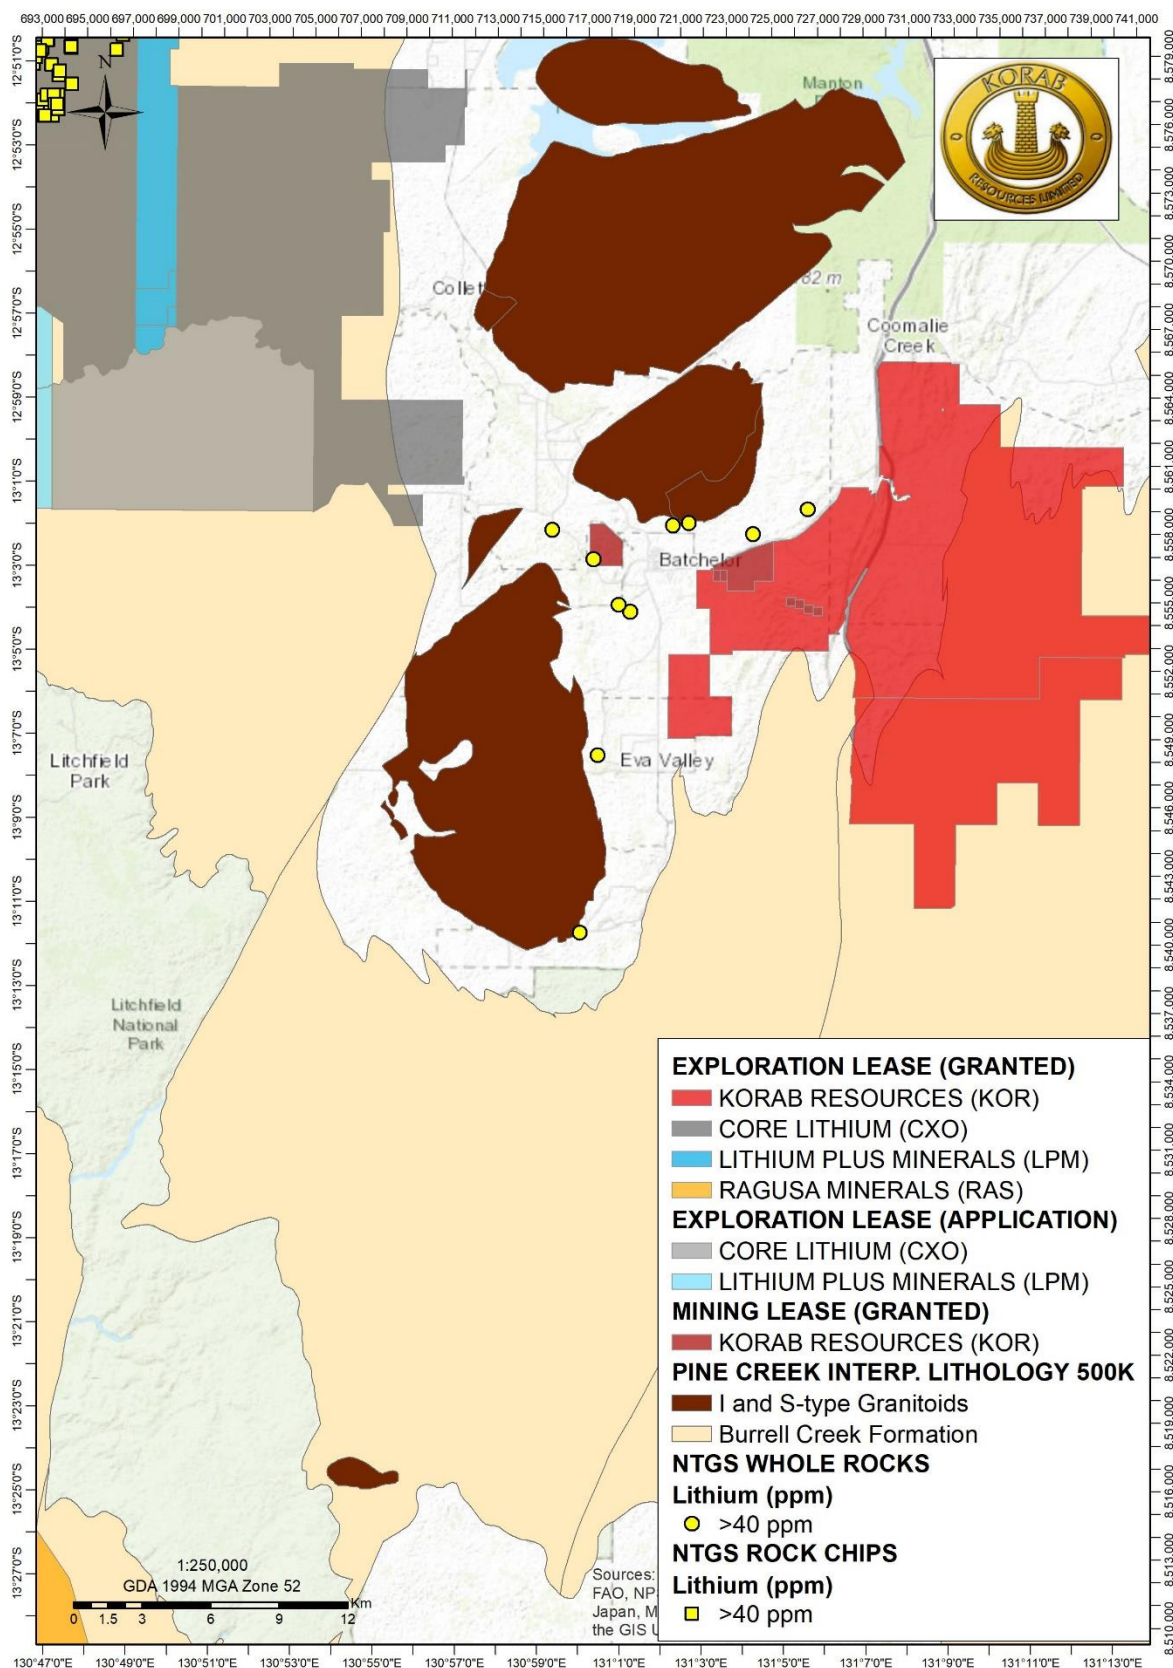 693,000 695,000 697,000 699,000 701,000 703,000 705,000 707,000 709,000 711,000 713,000 715,000 717,000 719,000 721,000 723,000 725,000 727,000 729,000 731,000 733,000 735,000 737,000 739,000 741,000
12°51'0"S
12°53'0"S
12°55'0"S
12°57'0"S
12°59'0"S
13°1'0"S
13°3'0"S
13°5'0"S
13°7'0"S
13°9'0"S
13°11'0"S
13°13'0"S
13°15'0"S
13°17'0"S
13°19'0"S
13°21'0"S
13°23'0"S
13°25'0"S
13°27'0"S
8,579,000
8,576,000
8,573,000
8,570,000
8,567,000
8,564,000
8,561,000
8,558,000
8,555,000
8,552,000
8,549,000
8,546,000
8,543,000
8,540,000
8,537,000
8,534,000
8,531,000
8,528,000
8,525,000
8,522,000
8,519,000
8,516,000
8,513,000
8,510,000
N
Manton
KORAB
RESOURCES LIMITED
82 m
Collett
Coomalie
Creek
Batchelor
Eva Valley
Litchfield
Park
Litchfield
National
Park
EXPLORATION LEASE (GRANTED)
KORAB RESOURCES (KOR)
CORE LITHIUM (CXO)
LITHIUM PLUS MINERALS (LPM)
RAGUSA MINERALS (RAS)
EXPLORATION LEASE (APPLICATION)
CORE LITHIUM (CXO)
LITHIUM PLUS MINERALS (LPM)
MINING LEASE (GRANTED)
KORAB RESOURCES (KOR)
PINE CREEK INTERP. LITHOLOGY 500K
I and S-type Granitoids
Burrell Creek Formation
NTGS WHOLE ROCKS
Lithium (ppm)
>40 ppm
NTGS ROCK CHIPS
Lithium (ppm)
>40 ppm
1:250,000
GDA 1994 MGA Zone 52
Km
0 1.5 3 6 9 12
Sources:
FAO, NP
Japan, M
the GIS U
130°47'0"E 130°49'0"E 130°51'0"E 130°53'0"E 130°55'0"E 130°57'0"E 130°59'0"E 131°1'0"E 131°3'0"E 131°5'0"E 131°7'0"E 131°9'0"E 131°11'0"E 131°13'0"E